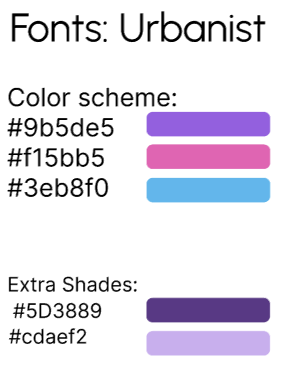 Fonts: Urbanist
Color scheme:
#9b5de5
#f15bb5
#3eb8f0
Extra Shades:
#5D3889
#cdaef2